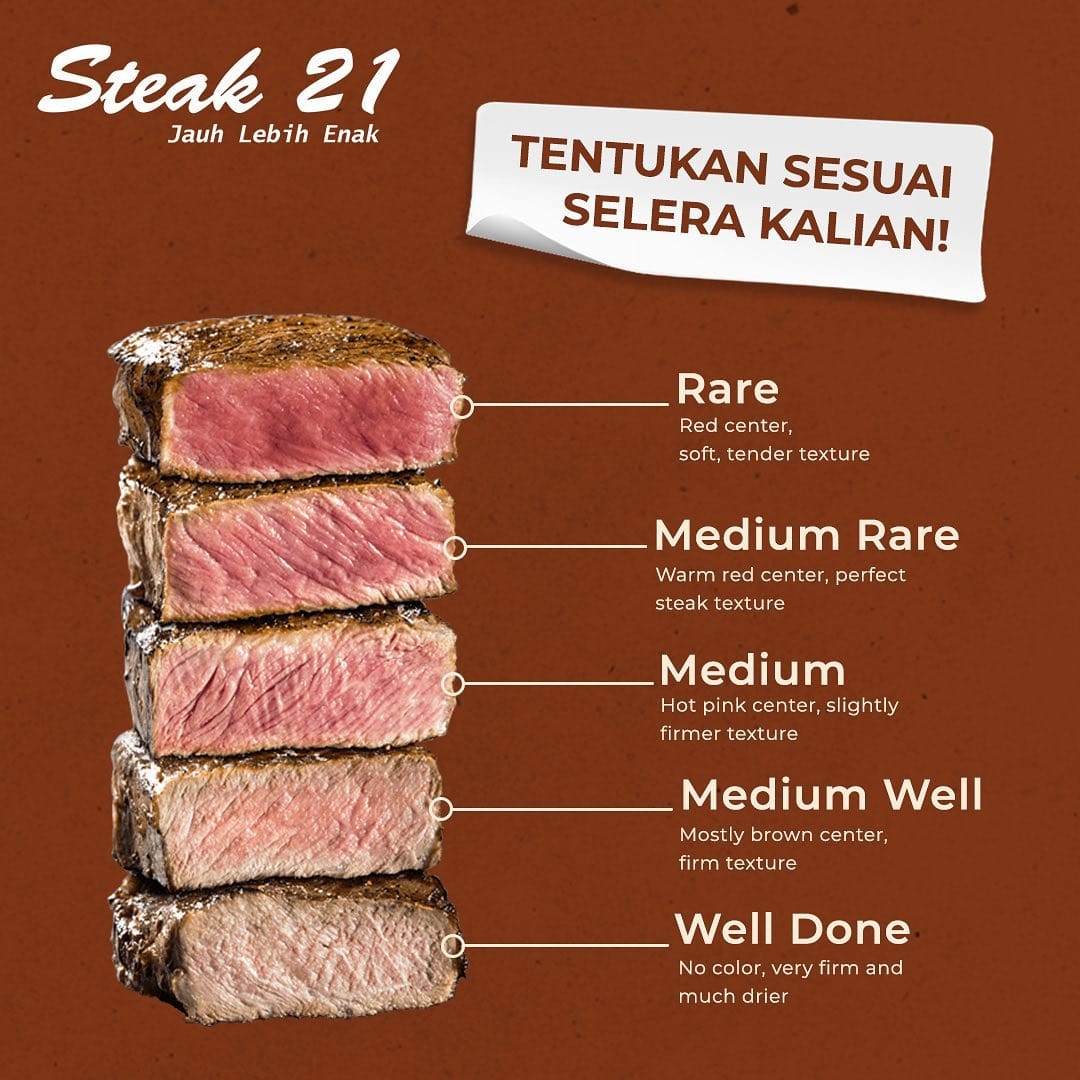 Steak 21
Jauh Lebih Enak
TENTUKAN SESUAI
SELERA KALIAN!
Rare
Red center,
soft, tender texture
Medium Rare
Warm red center, perfect
steak texture
Medium
Hot pink center, slightly
firmer texture
Medium Well
Mostly brown center,
firm texture
Well Done
No color, very firm and
much drier